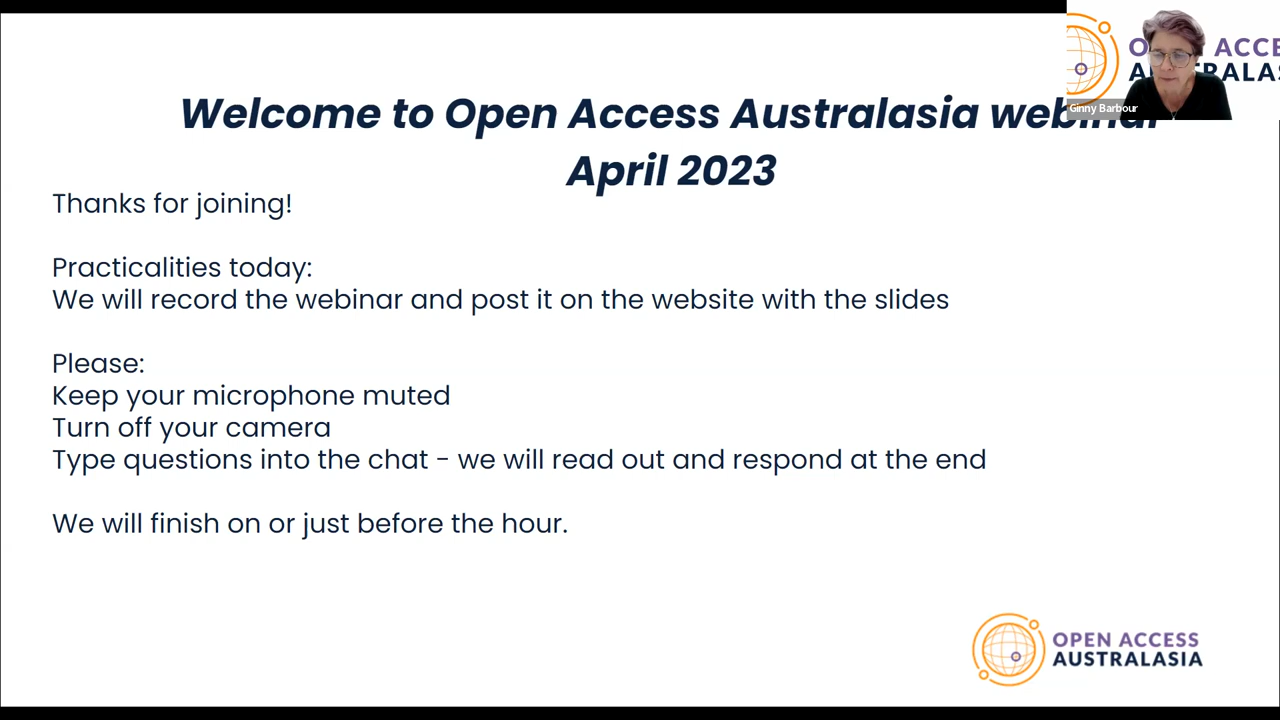 Welcome to Open Access Australasia webinar
April 2023
Thanks for joining!
Practicalities today:
We will record the webinar and post it on the website with the slides
Please:
Keep your microphone muted
Turn off your camera
Type questions into the chat - we will read out and respond at the end
We will finish on or just before the hour.
Ginny Barbour
OPEN ACCESS
AUSTRALASIA